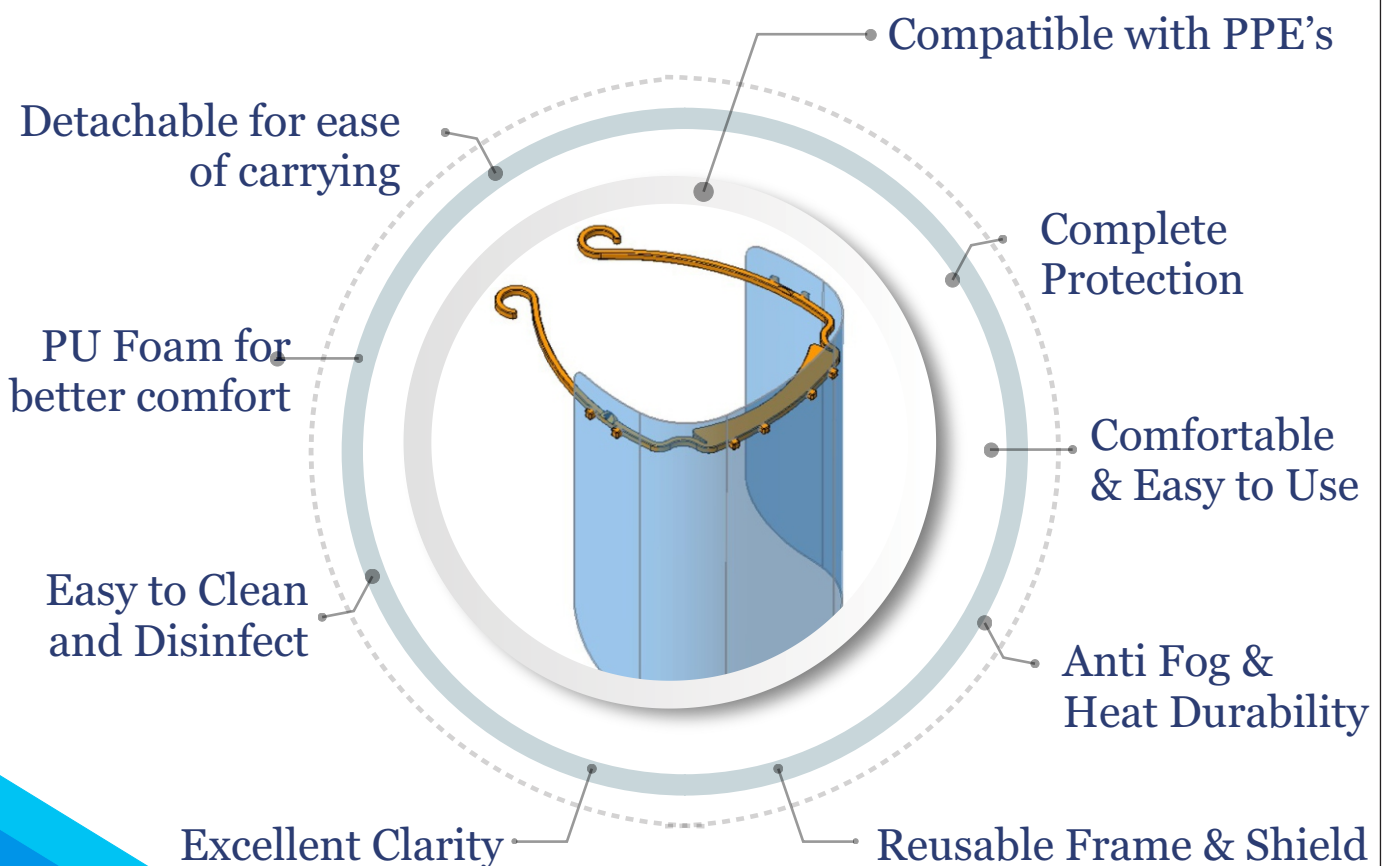 Compatible with PPE’s
Detachable for ease
of carrying
Complete
Protection
PU Foam for
better comfort
Comfortable
& Easy to Use
Easy to Clean
and Disinfect
Anti Fog &
Heat Durability
Excellent Clarity
Reusable Frame & Shield